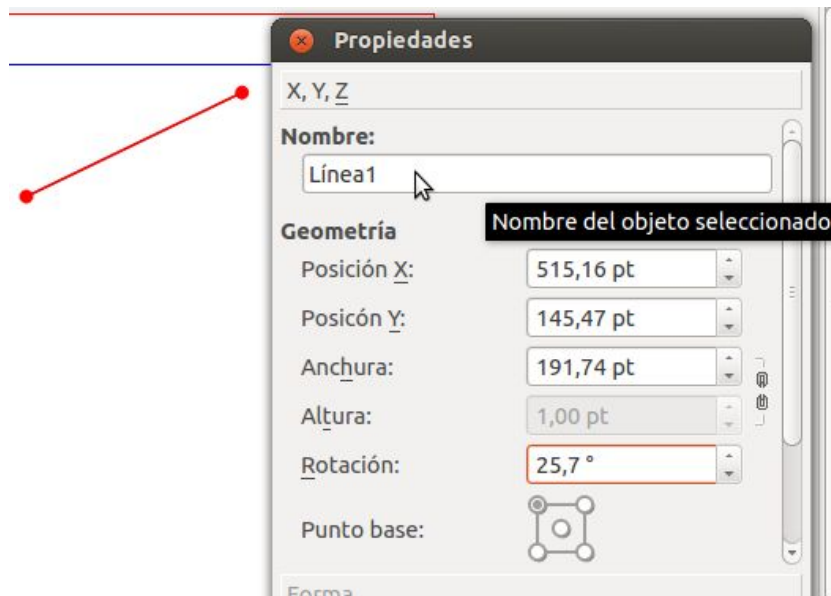 Propiedades
X, Y, Z
Nombre:
Línea1
Nombre del objeto seleccionado
Geometría
Posición X: 515,16 pt
Posicón Y: 145,47 pt
Anchura: 191,74 pt
Altura: 1,00 pt
Rotación: 25,7 °
Punto base:
Forma